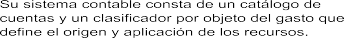 Su sistema contable consta de un catálogo de
cuentas y un clasificador por objeto del gasto que
define el origen y aplicación de los recursos.